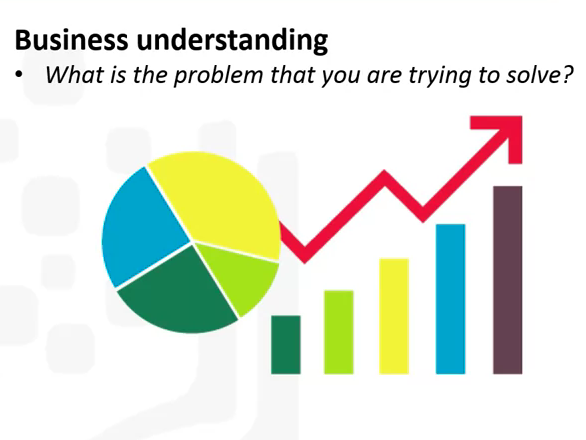 Business understanding
• What is the problem that you are trying to solve?